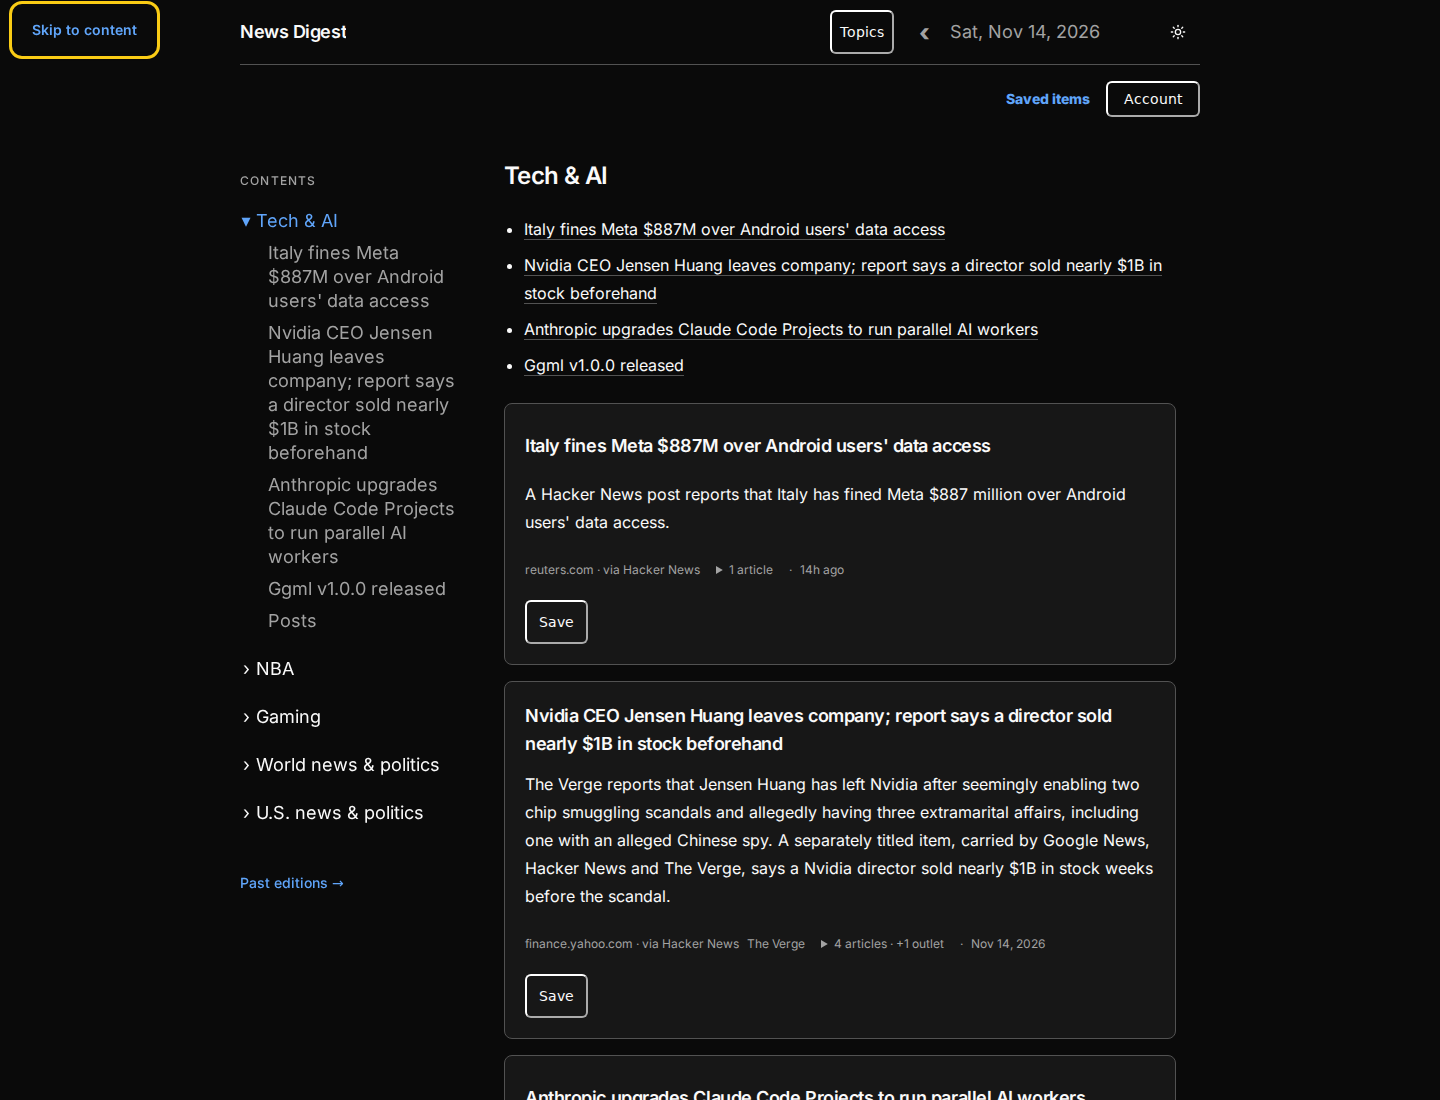 Skip to content
News Digest
Topics
‹ Sat, Nov 14, 2026
Saved items
Account
CONTENTS
▾ Tech & AI
Italy fines Meta
$887M over Android
users' data access
Nvidia CEO Jensen
Huang leaves
company; report says
a director sold nearly
$1B in stock
beforehand
Anthropic upgrades
Claude Code Projects
to run parallel AI
workers
Ggml v1.0.0 released
Posts
› NBA
› Gaming
› World news & politics
› U.S. news & politics
Past editions →
Tech & AI
• Italy fines Meta $887M over Android users' data access
• Nvidia CEO Jensen Huang leaves company; report says a director sold nearly $1B in
stock beforehand
• Anthropic upgrades Claude Code Projects to run parallel AI workers
• Ggml v1.0.0 released
Italy fines Meta $887M over Android users' data access
A Hacker News post reports that Italy has fined Meta $887 million over Android
users' data access.
reuters.com · via Hacker News ▶ 1 article · 14h ago
Save
Nvidia CEO Jensen Huang leaves company; report says a director sold
nearly $1B in stock beforehand
The Verge reports that Jensen Huang has left Nvidia after seemingly enabling two
chip smuggling scandals and allegedly having three extramarital affairs, including
one with an alleged Chinese spy. A separately titled item, carried by Google News,
Hacker News and The Verge, says a Nvidia director sold nearly $1B in stock weeks
before the scandal.
finance.yahoo.com · via Hacker News The Verge ▶ 4 articles · +1 outlet · Nov 14, 2026
Save
Anthropic upgrades Claude Code Projects to run parallel AI workers